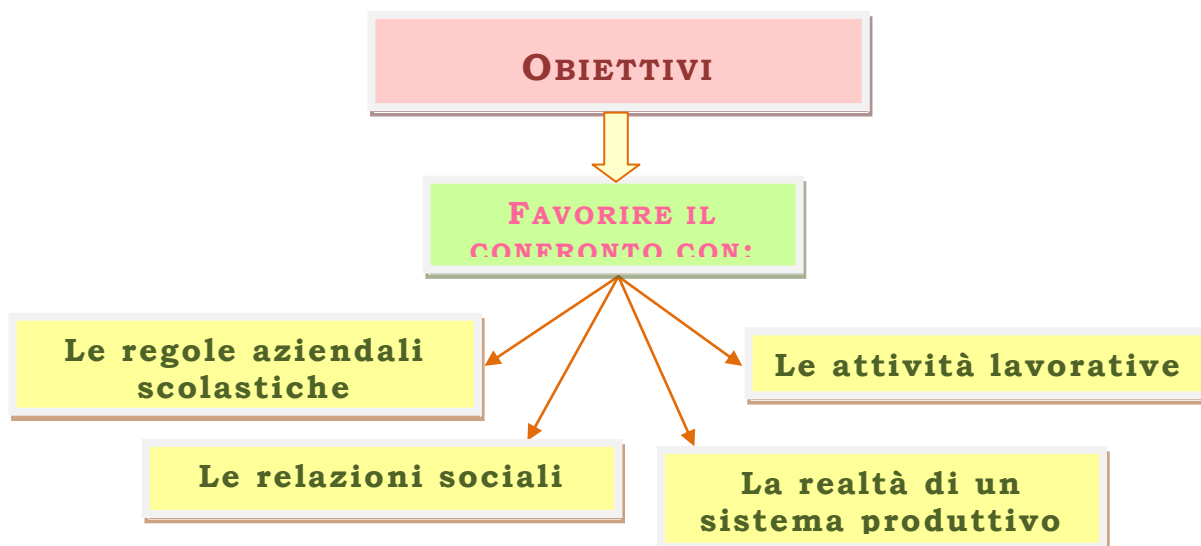 OBIETTIVI
FAVORIRE IL
CONFRONTO CON:
Le regole aziendali
scolastiche
Le attività lavorative
Le relazioni sociali
La realtà di un
sistema produttivo